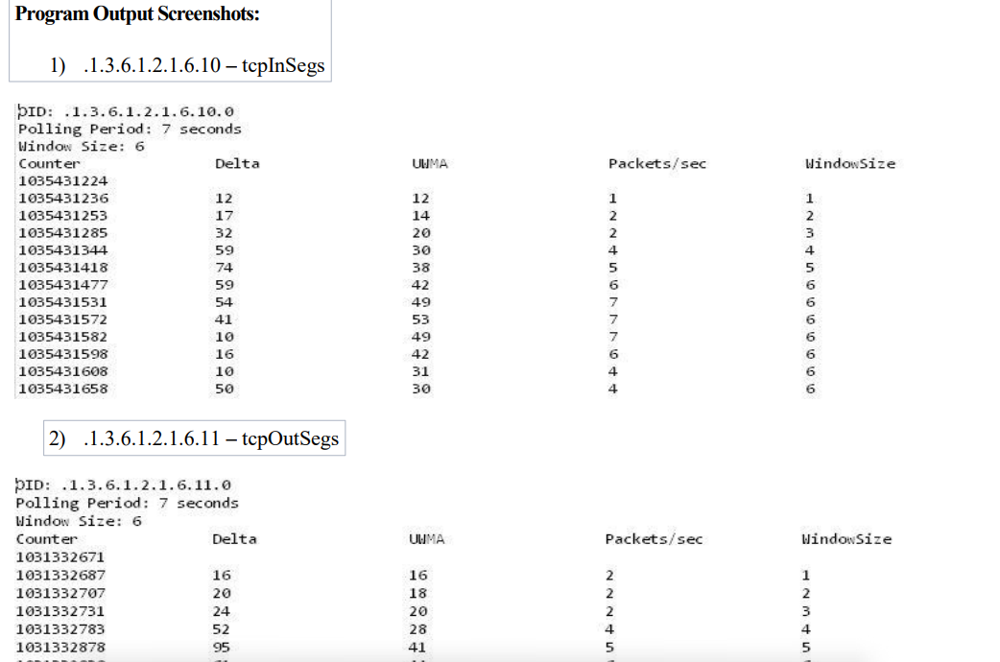 Program Output Screenshots:
1) .1.3.6.1.2.1.6.10 – tcpInSegs
OID: .1.3.6.1.2.1.6.10.0
Polling Period: 7 seconds
Window Size: 6
Counter Delta UWMA Packets/sec WindowSize
1035431224
1035431236 12 12 1 1
1035431253 17 14 2 2
1035431285 32 20 2 3
1035431344 59 30 4 4
1035431418 74 38 5 5
1035431477 59 42 6 6
1035431531 54 49 7 6
1035431572 41 53 7 6
1035431582 10 49 7 6
1035431598 16 42 6 6
1035431608 10 31 4 6
1035431658 50 30 4 6
2) .1.3.6.1.2.1.6.11 – tcpOutSegs
OID: .1.3.6.1.2.1.6.11.0
Polling Period: 7 seconds
Window Size: 6
Counter Delta UWMA Packets/sec WindowSize
1031332671
1031332687 16 16 2 1
1031332707 20 18 2 2
1031332731 24 20 2 3
1031332783 52 28 4 4
1031332878 95 41 5 5